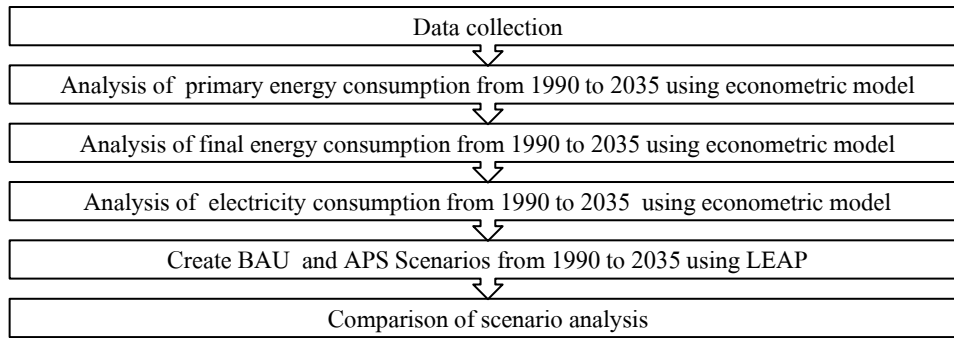 Data collection
Analysis of primary energy consumption from 1990 to 2035 using econometric model
Analysis of final energy consumption from 1990 to 2035 using econometric model
Analysis of electricity consumption from 1990 to 2035 using econometric model
Create BAU and APS Scenarios from 1990 to 2035 using LEAP
Comparison of scenario analysis